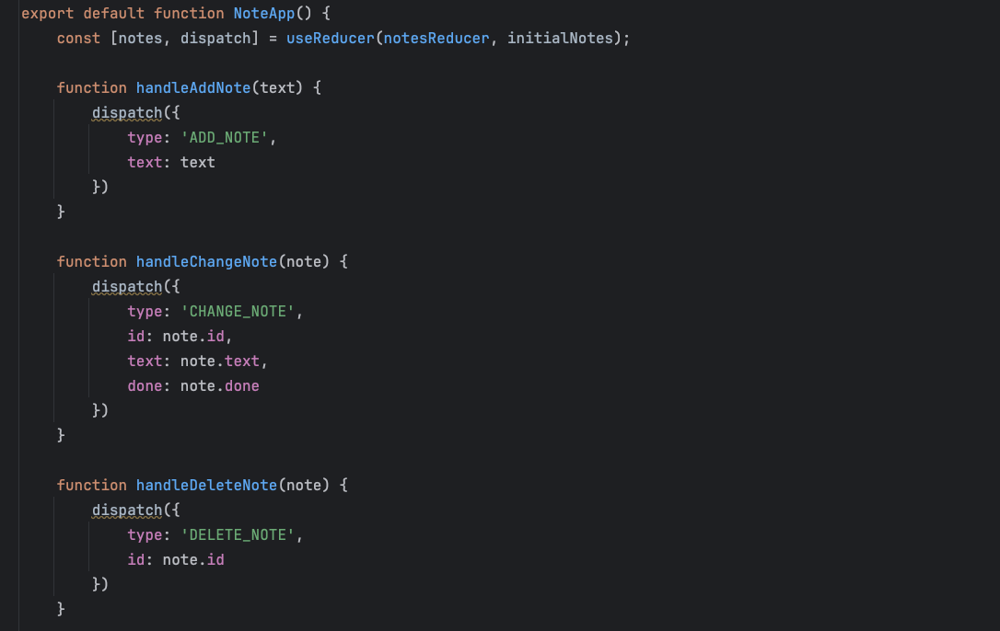 export default function NoteApp() {
    const [notes, dispatch] = useReducer(notesReducer, initialNotes);

    function handleAddNote(text) {
        dispatch({
            type: 'ADD_NOTE',
            text: text
        })
    }

    function handleChangeNote(note) {
        dispatch({
            type: 'CHANGE_NOTE',
            id: note.id,
            text: note.text,
            done: note.done
        })
    }

    function handleDeleteNote(note) {
        dispatch({
            type: 'DELETE_NOTE',
            id: note.id
        })
    }